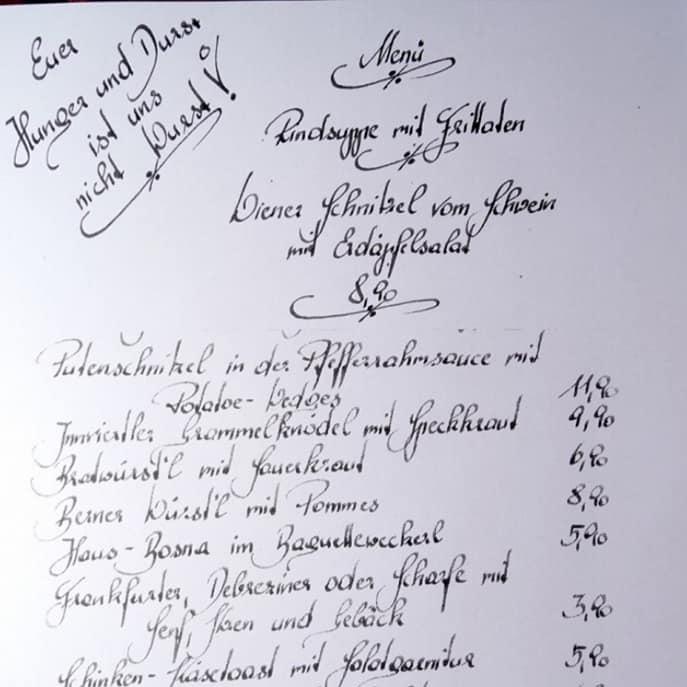 Euer
Hunger und Durst
ist uns
nicht Wurst!
Menü
Rindsuppe mit Frittaten
Wiener Schnitzel vom Schwein
mit Erdäpfelsalat
8,90
Putenschnitzel in der Pfefferrahmsauce mit
Potatoe-Wedges 11,90
Innviertler Grammelknödel mit Speckkraut 9,90
Bratwürst'l mit Sauerkraut 6,90
Berner Würst'l mit Pommes 8,90
Haus-Bosna im Baguetteweckerl 5,90
Frankfurter, Debreziner oder Scharfe mit
Senf, Kren und Gebäck 3,90
Schinken-Käsetoast mit Salatgarnitur 5,90